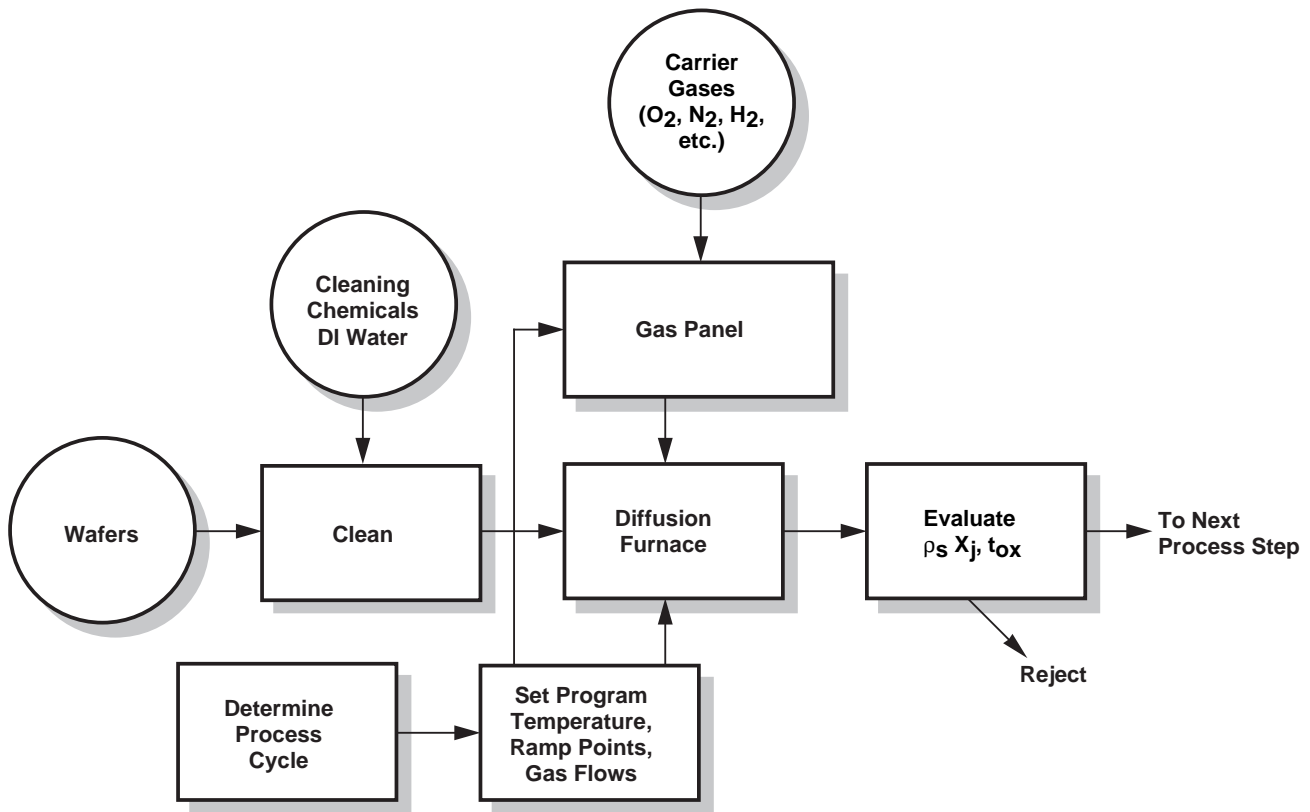 Carrier
Gases
(O2, N2, H2,
etc.)
Cleaning
Chemicals
DI Water
Gas Panel
Wafers
Clean
Diffusion
Furnace
Evaluate
ρs Xj, tox
To Next
Process Step
Reject
Determine
Process
Cycle
Set Program
Temperature,
Ramp Points,
Gas Flows